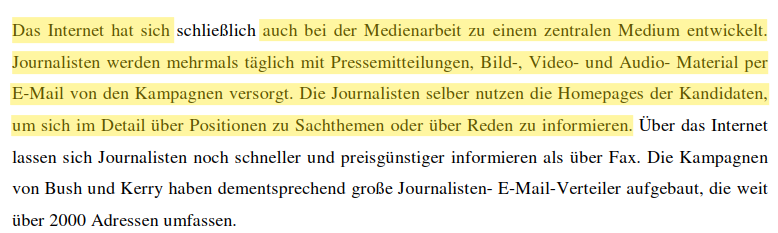 Das Internet hat sich schließlich auch bei der Medienarbeit zu einem zentralen Medium entwickelt.
Journalisten werden mehrmals täglich mit Pressemitteilungen, Bild-, Video- und Audio- Material per
E-Mail von den Kampagnen versorgt. Die Journalisten selber nutzen die Homepages der Kandidaten,
um sich im Detail über Positionen zu Sachthemen oder über Reden zu informieren. Über das Internet
lassen sich Journalisten noch schneller und preisgünstiger informieren als über Fax. Die Kampagnen
von Bush und Kerry haben dementsprechend große Journalisten- E-Mail-Verteiler aufgebaut, die weit
über 2000 Adressen umfassen.